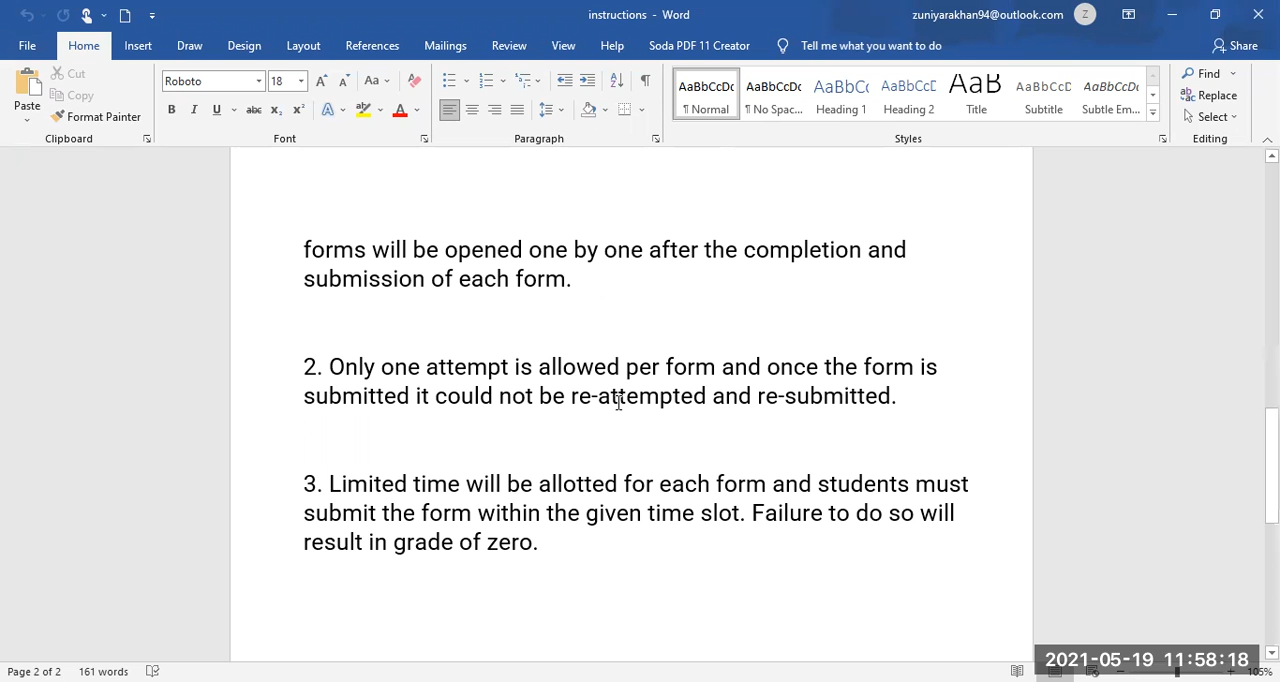 instructions - Word
zuniyarakhan94@outlook.com Z
File Home Insert Draw Design Layout References Mailings Review View Help Soda PDF 11 Creator Tell me what you want to do Share
Paste
Cut
Copy
Format Painter
Clipboard
Roboto 18
Font
Paragraph
AaBbCcDc AaBbCcDc AaBbC AaBbCcD AaB AaBbCcD AaBbCcDt
¶ Normal ¶ No Spac... Heading 1 Heading 2 Title Subtitle Subtle Em...
Styles
Find
Replace
Select
Editing
forms will be opened one by one after the completion and
submission of each form.
2. Only one attempt is allowed per form and once the form is
submitted it could not be re-attempted and re-submitted.
3. Limited time will be allotted for each form and students must
submit the form within the given time slot. Failure to do so will
result in grade of zero.
Page 2 of 2 161 words
2021-05-19 11:58:18
105%